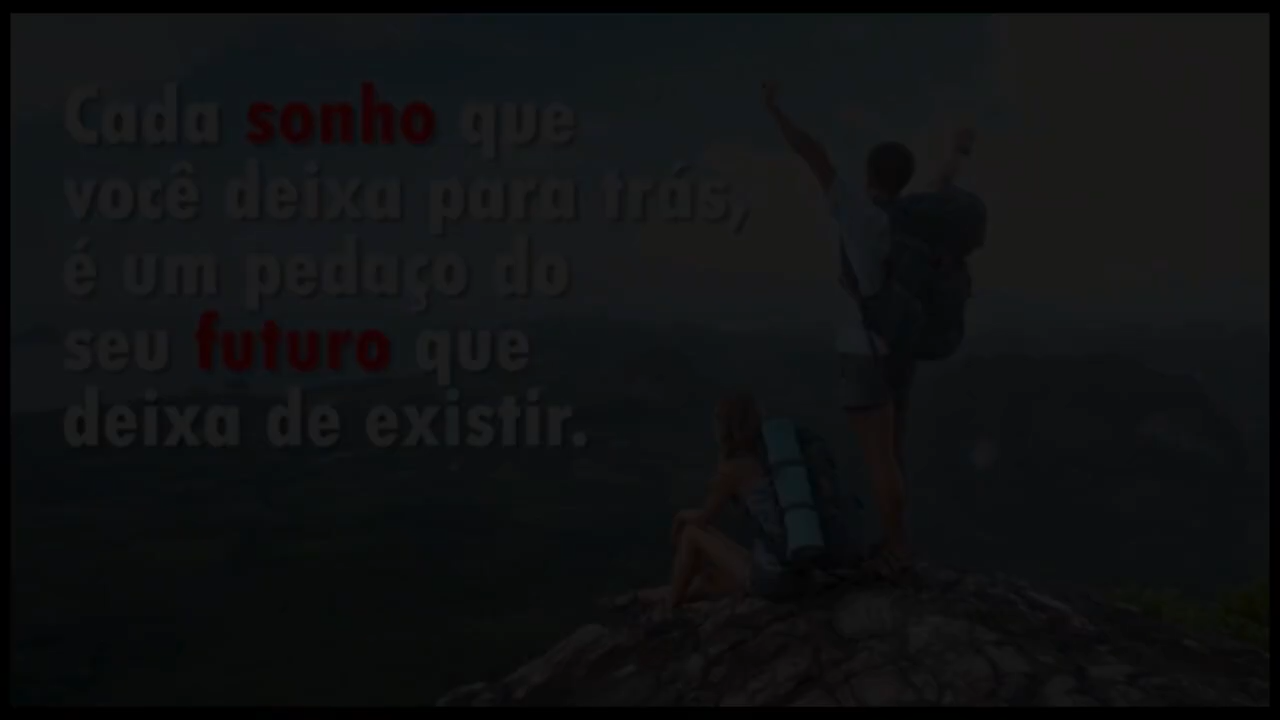 Cada sonho que
você deixa para trás,
é um pedaço do
seu futuro que
deixa de existir.